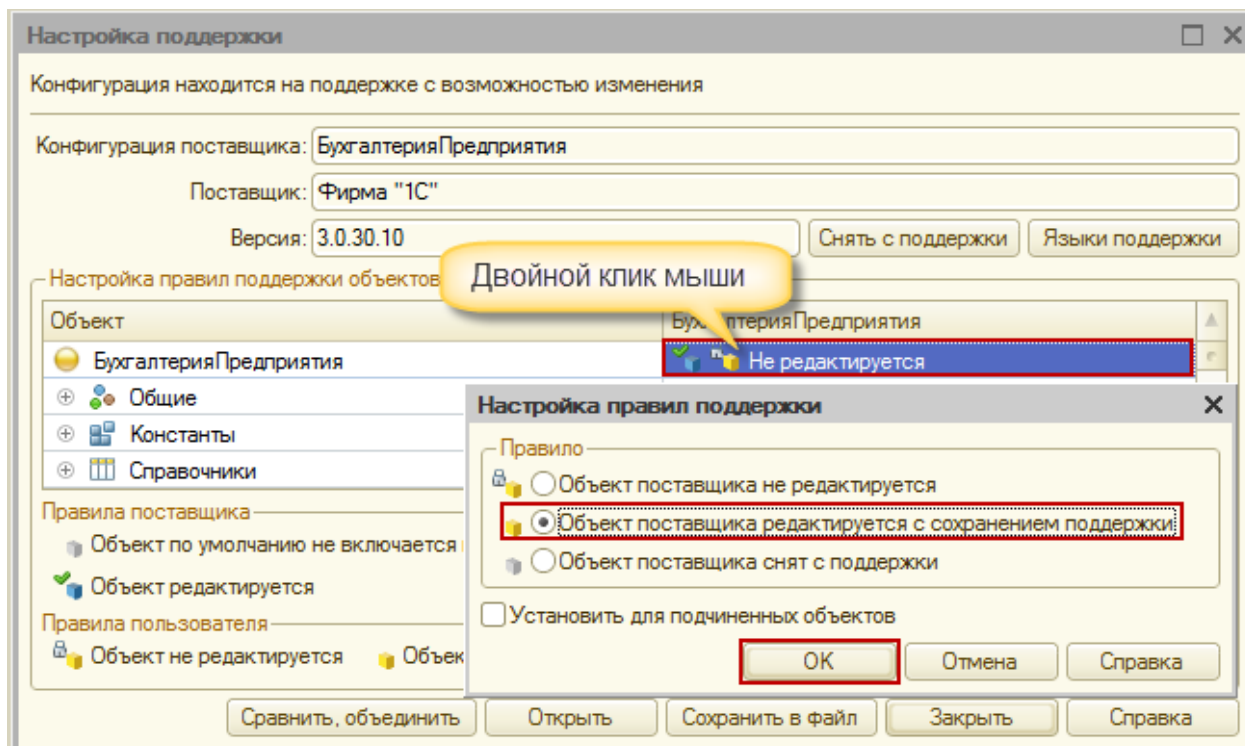 Настройка поддержки
Конфигурация находится на поддержке с возможностью изменения
Конфигурация поставщика: БухгалтерияПредприятия
Поставщик: Фирма "1С"
Версия: 3.0.30.10 Снять с поддержки Языки поддержки
Настройка правил поддержки объектов
Двойной клик мыши
Объект
БухгалтерияПредприятия Не редактируется
Общие
Константы
Справочники
Правила поставщика
Объект по умолчанию не включается
Объект редактируется
Правила пользователя
Объект не редактируется
Настройка правил поддержки
Правило
Объект поставщика не редактируется
Объект поставщика редактируется с сохранением поддержки
Объект поставщика снят с поддержки
Установить для подчиненных объектов
OK Отмена Справка
Сравнить, объединить Открыть Сохранить в файл Закрыть Справка